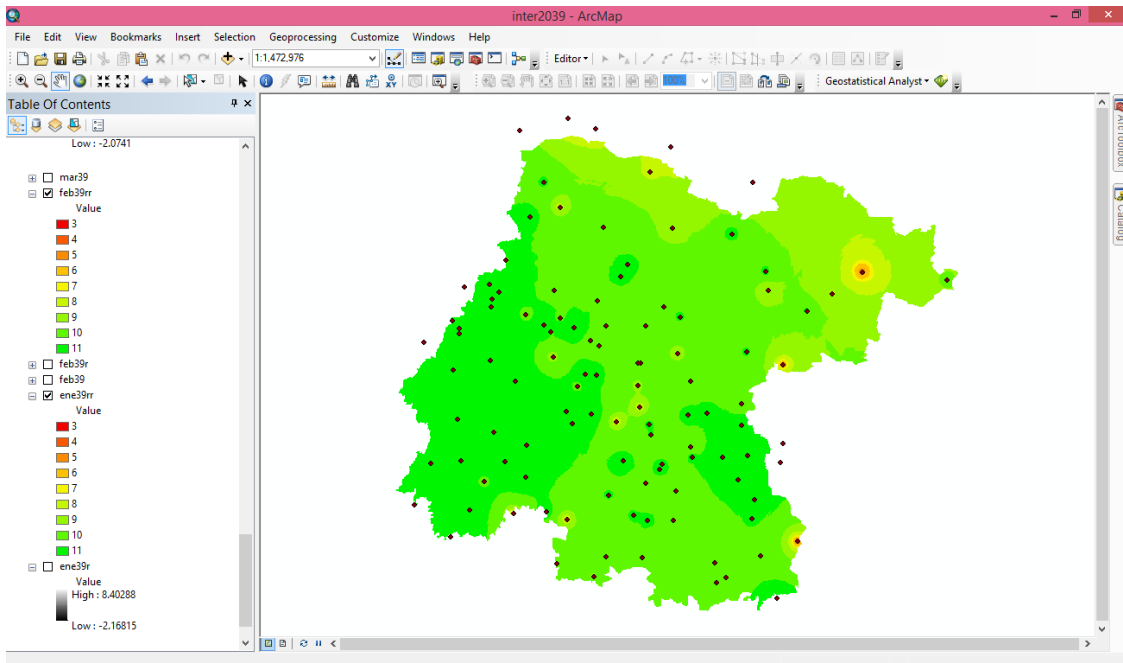 inter2039 - ArcMap
File Edit View Bookmarks Insert Selection Geoprocessing Customize Windows Help
1:1,472,976 Editor
100% Geostatistical Analyst
Table Of Contents
Low : -2.0741
mar39
feb39rr
Value
3
4
5
6
7
8
9
10
11
feb39r
feb39
ene39rr
Value
3
4
5
6
7
8
9
10
11
ene39r
Value
High : 8.40288
Low : -2.16815
ArcToolbox
Catalog